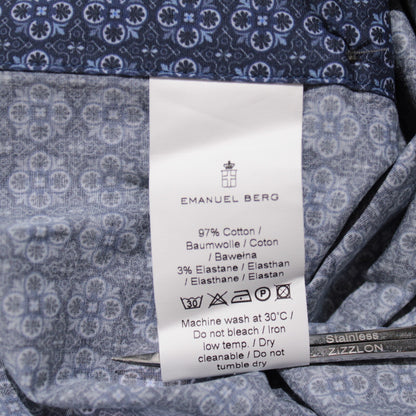 EMANUEL BERG
97% Cotton /
Baumwolle / Coton
/ Bawełna
3% Elastane / Elasthan
/ Elasthane / Elastan
30 P
Machine wash at 30°C /
Do not bleach / Iron
low temp. / Dry
cleanable / Do not
tumble dry
Stainless
ZiZZLON